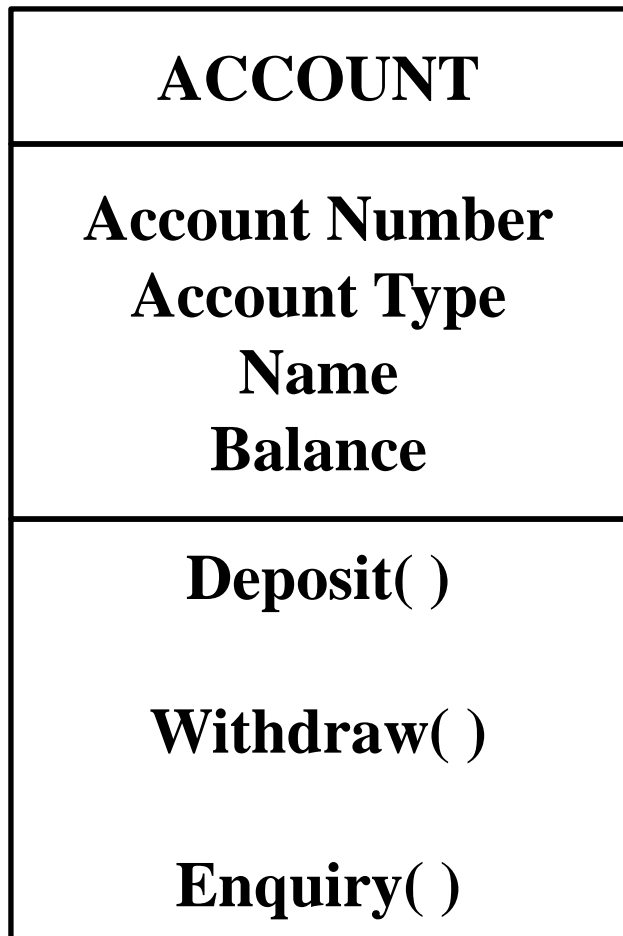 ACCOUNT
Account Number
Account Type
Name
Balance
Deposit( )
Withdraw( )
Enquiry( )